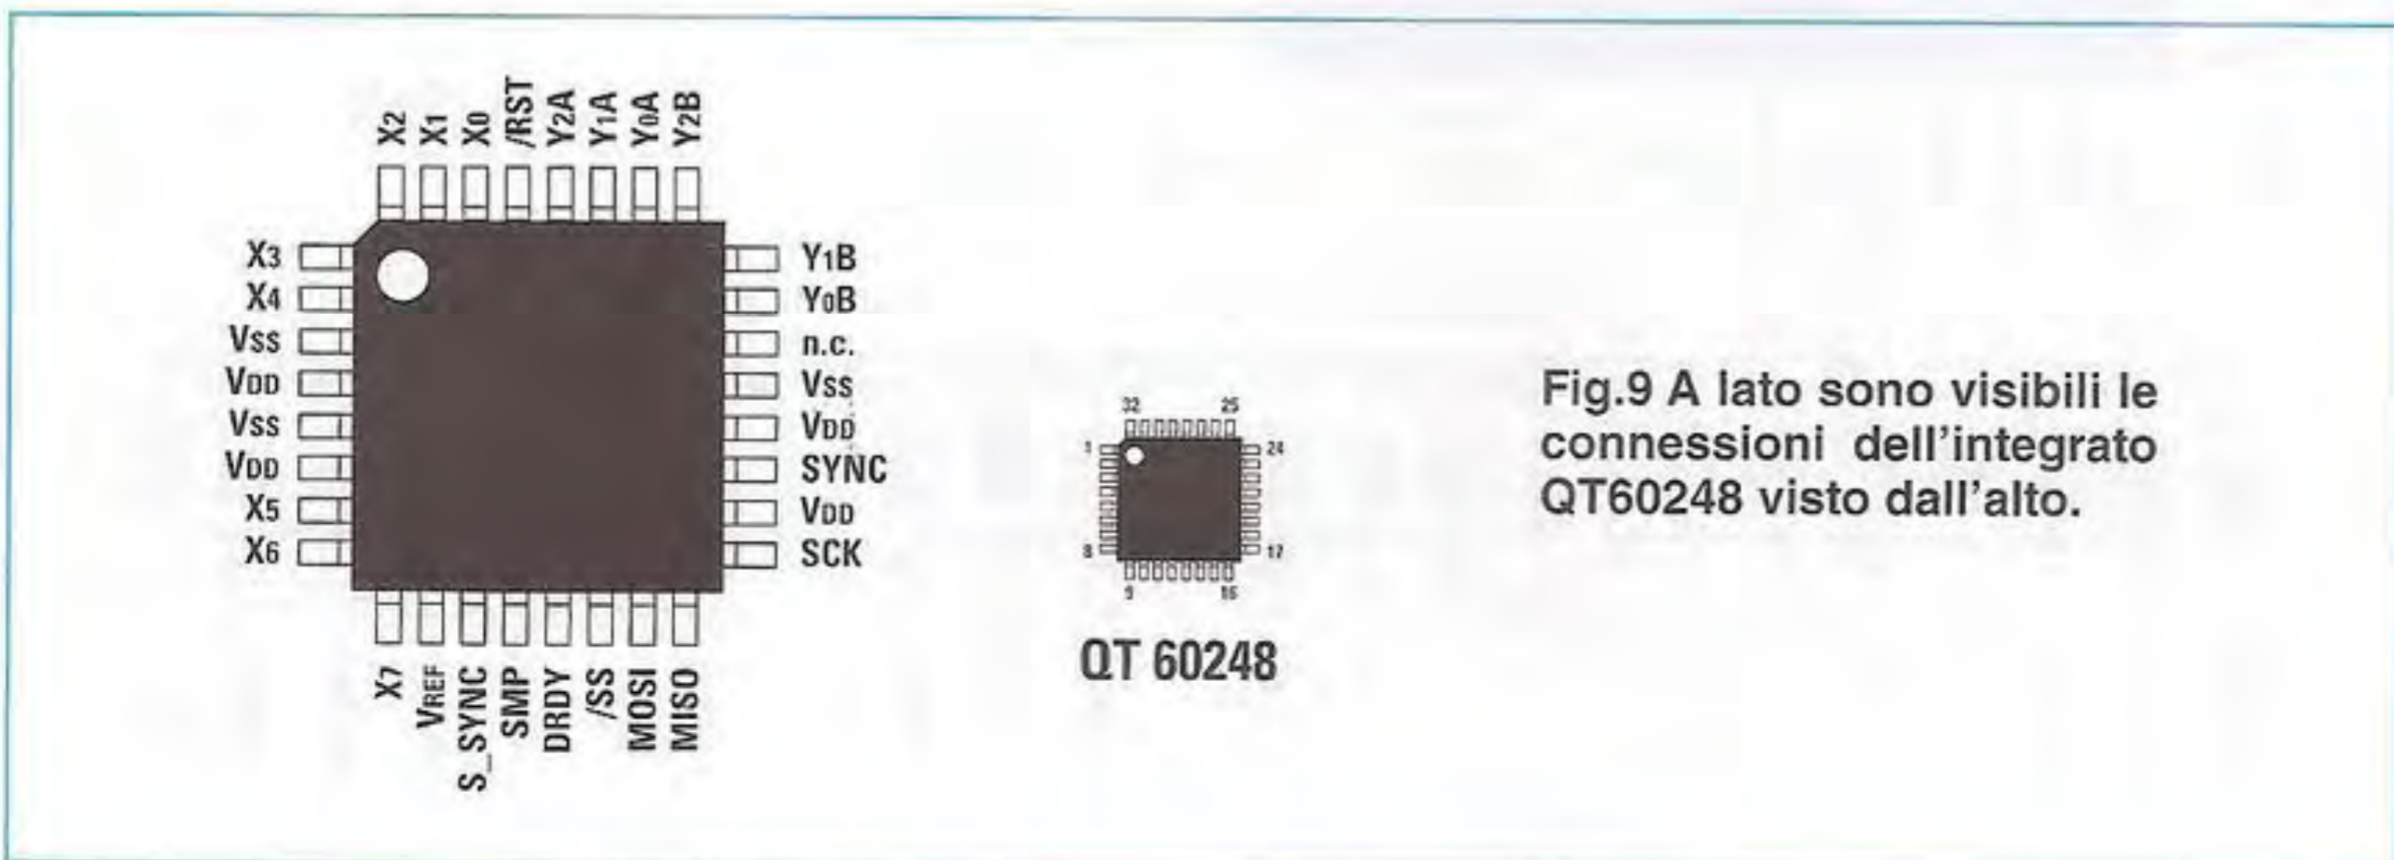 X2
X1
X0
/RST
Y2A
Y1A
Y0A
Y2B
X3
X4
VSS
VDD
VSS
VDD
X5
X6
Y1B
Y0B
n.c.
VSS
VDD
SYNC
VDD
SCK
X7
VREF
S_SYNC
SMP
DRDY
/SS
MOSI
MISO
32 25
1 24
8 17
9 16
QT 60248
Fig.9 A lato sono visibili le
connessioni dell'integrato
QT60248 visto dall'alto.